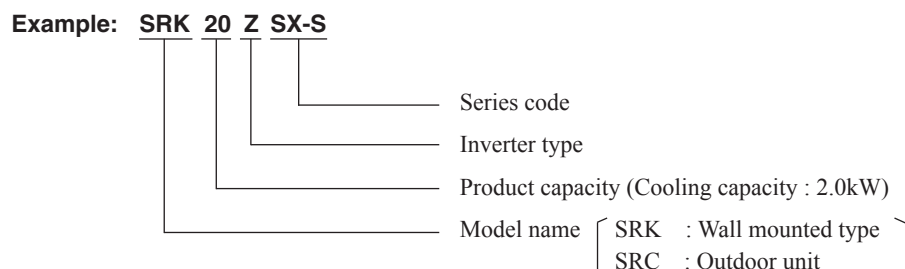 Example: SRK 20 Z SX-S
Series code
Inverter type
Product capacity (Cooling capacity : 2.0kW)
Model name SRK : Wall mounted type
SRC : Outdoor unit